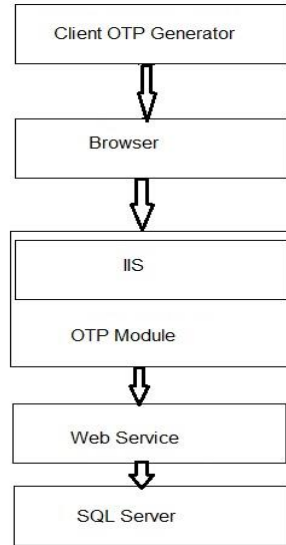 Client OTP Generator
Browser
IIS
OTP Module
Web Service
SQL Server